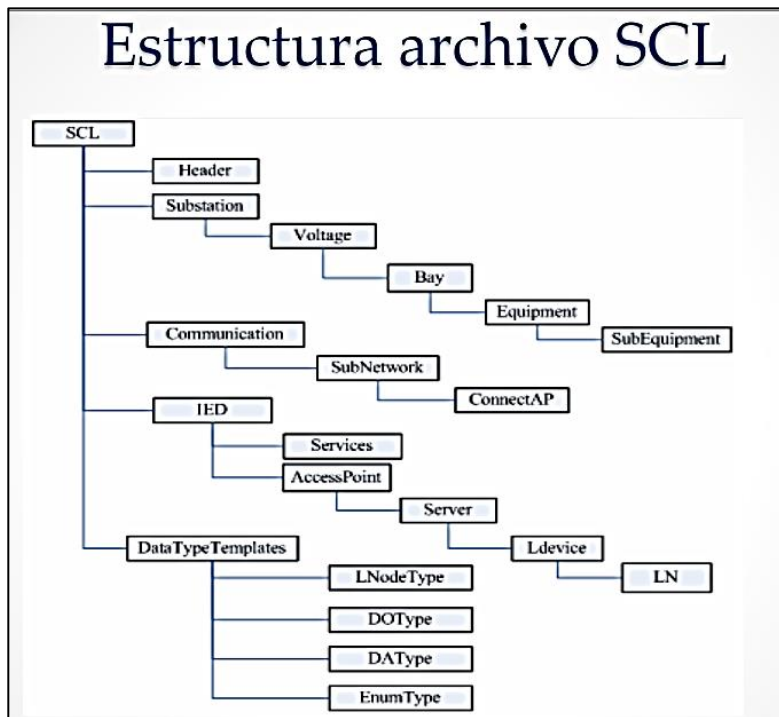 Estructura archivo SCL
SCL
Header
Substation
Voltage
Bay
Equipment
SubEquipment
Communication
SubNetwork
ConnectAP
IED
Services
AccessPoint
Server
Ldevice
LN
DataTypeTemplates
LNodeType
DOType
DAType
EnumType